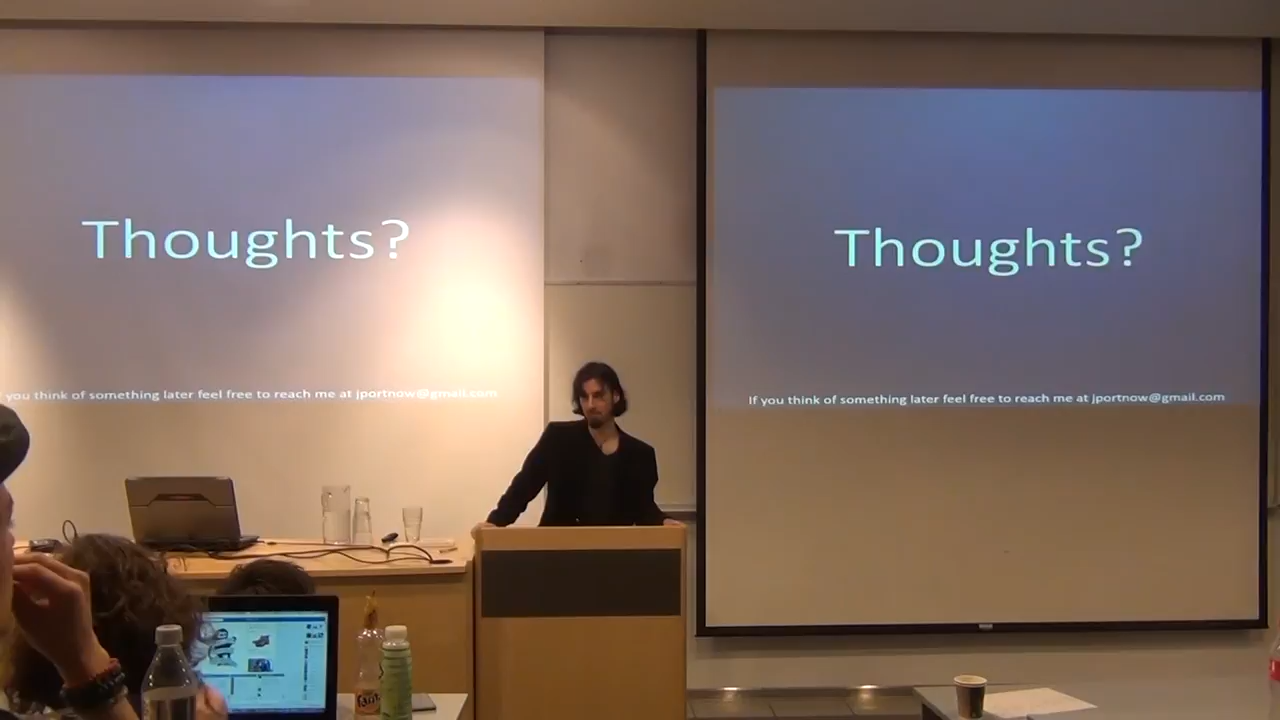 Thoughts?
you think of something later feel free to reach me at jportnow@gmail.com
Thoughts?
If you think of something later feel free to reach me at jportnow@gmail.com